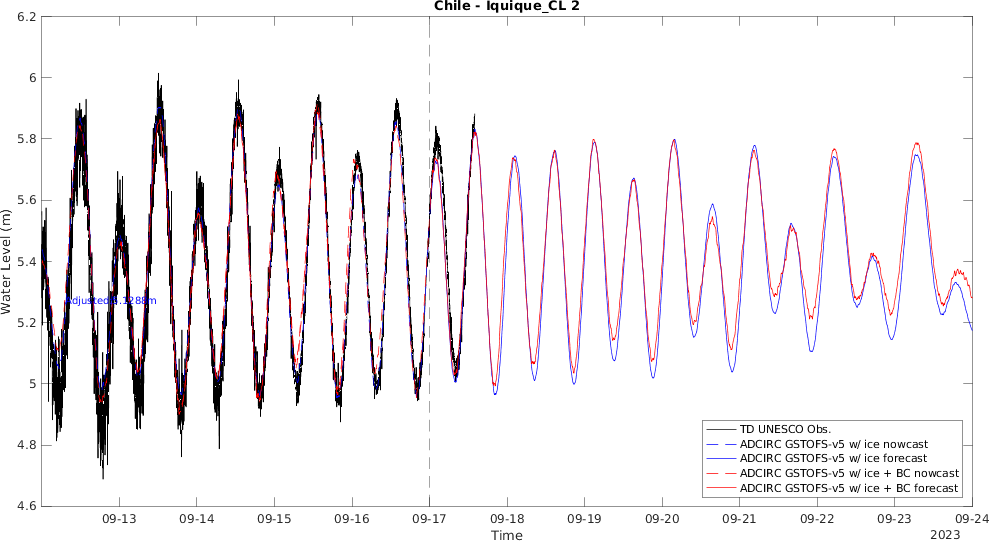 Chile - Iquique_CL 2
6.2
6
5.8
5.6
5.4
5.2
5
4.8
4.6
Water Level (m)
09-13
09-14
09-15
09-16
09-17
09-18
09-19
09-20
09-21
09-22
09-23
09-24
Time
2023
TD UNESCO Obs.
ADCIRC GSTOFS-v5 w/ ice nowcast
ADCIRC GSTOFS-v5 w/ ice forecast
ADCIRC GSTOFS-v5 w/ ice + BC nowcast
ADCIRC GSTOFS-v5 w/ ice + BC forecast